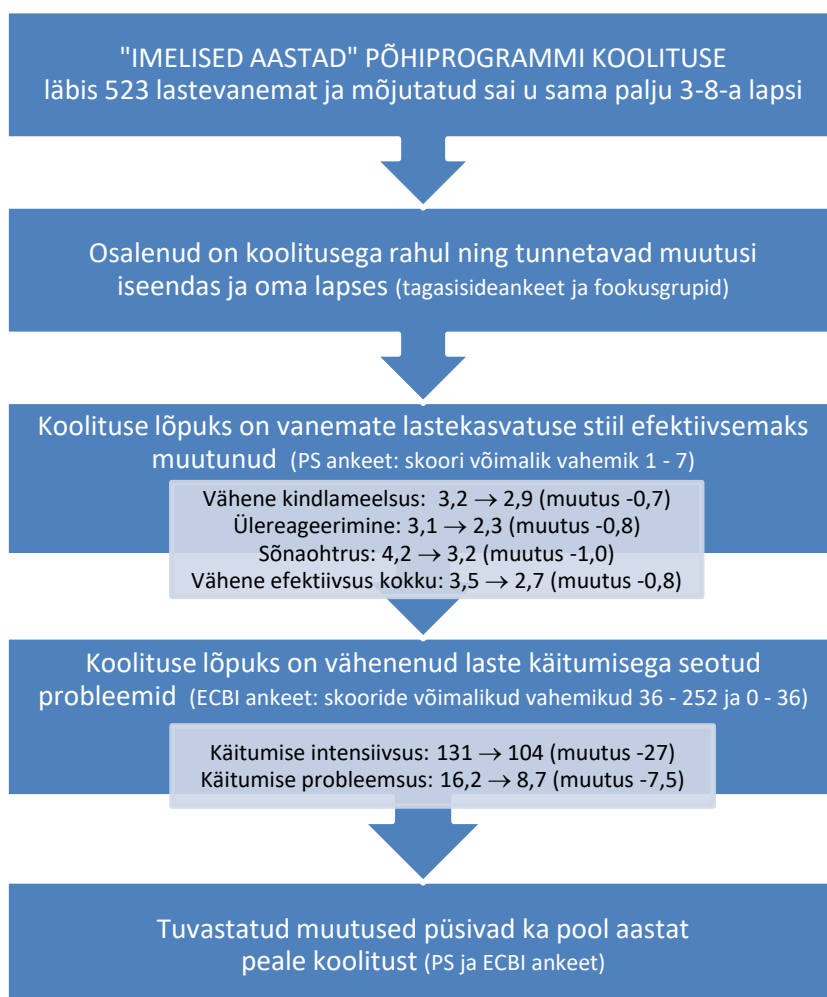 "IMELISED AASTAD" PÕHIPROGRAMMI KOOLITUSE
läbis 523 lastevanemat ja mõjutatud sai u sama palju 3-8-a lapsi
Osalenud on koolitusega rahul ning tunnetavad muutusi
iseendas ja oma lapses (tagasisideankeet ja fookusgrupid)
Koolituse lõpuks on vanemate lastekasvatuse stiil efektiivsemaks
muutunud (PS ankeet: skoori võimalik vahemik 1 - 7)
Vähene kindlameelsus: 3,2 → 2,9 (muutus -0,7)
Ülereageerimine: 3,1 → 2,3 (muutus -0,8)
Sõnaohtrus: 4,2 → 3,2 (muutus -1,0)
Vähene efektiivsus kokku: 3,5 → 2,7 (muutus -0,8)
Koolituse lõpuks on vähenenud laste käitumisega seotud
probleemid (ECBI ankeet: skooride võimalikud vahemikud 36 - 252 ja 0 - 36)
Käitumise intensiivsus: 131 → 104 (muutus -27)
Käitumise probleemsus: 16,2 → 8,7 (muutus -7,5)
Tuvastatud muutused püsivad ka pool aastat
peale koolitust (PS ja ECBI ankeet)